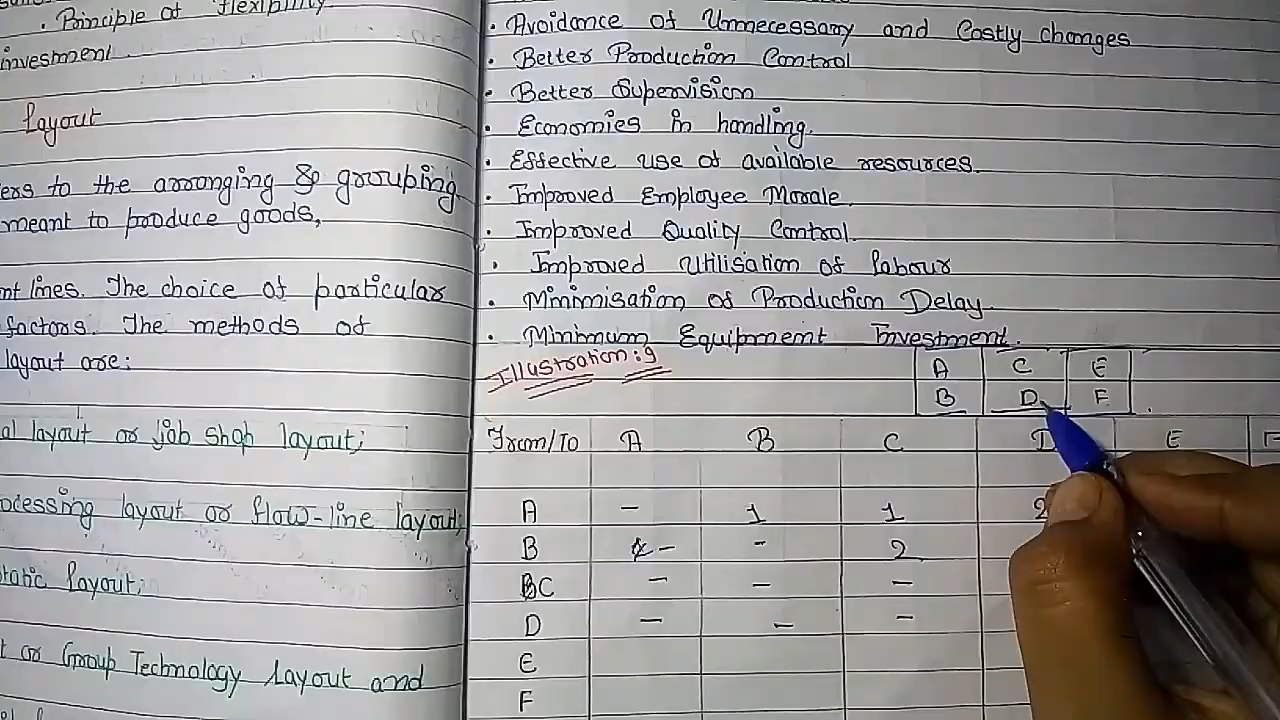 • Principle of flexibility
investment.
Layout
ers to the arranging & grouping
meant to produce goods,
nt lines. The choice of particular
factors. The methods of
layout are:
al layout or job shop layout;
ocessing layout or flow-line layout;
tatic Layout;
t or Group Technology Layout and
• Avoidance of Unnecessary and Costly changes
• Better Production Control
• Better Supervision
• Economies in handling.
• Effective use of available resources.
• Improved Employee Morale.
• Improved Quality Control.
• Improved Utilisation of Labour
• Minimisation of Production Delay.
• Minimum Equipment Investment.
Illustration: 9
A C E
B D F
From/To A B C D E F
A - 1 1 2
B - - 2
C - - -
D - - -
E
F